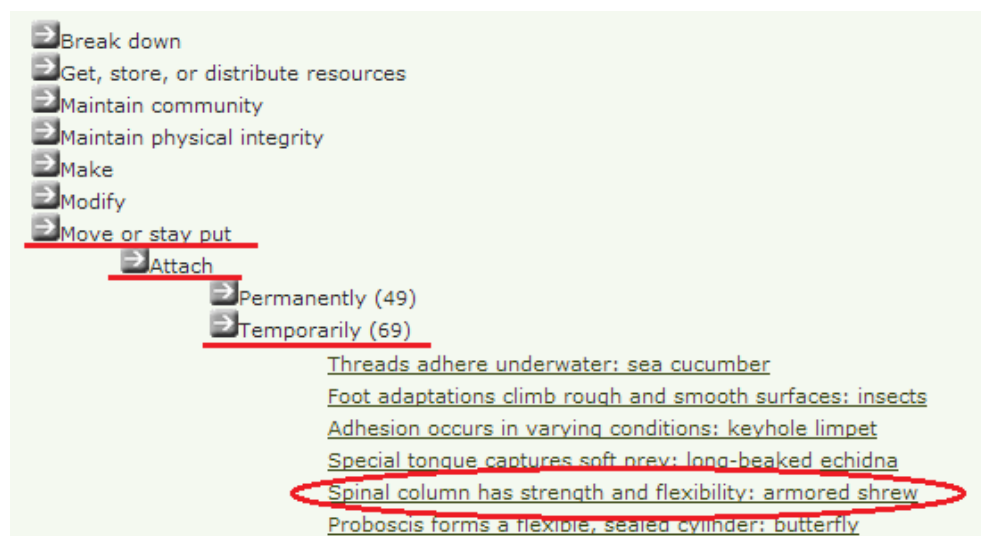 Break down
Get, store, or distribute resources
Maintain community
Maintain physical integrity
Make
Modify
Move or stay put
Attach
Permanently (49)
Temporarily (69)
Threads adhere underwater: sea cucumber
Foot adaptations climb rough and smooth surfaces: insects
Adhesion occurs in varying conditions: keyhole limpet
Special tongue captures soft prey: long-beaked echidna
Spinal column has strength and flexibility: armored shrew
Proboscis forms a flexible, sealed cylinder: butterfly